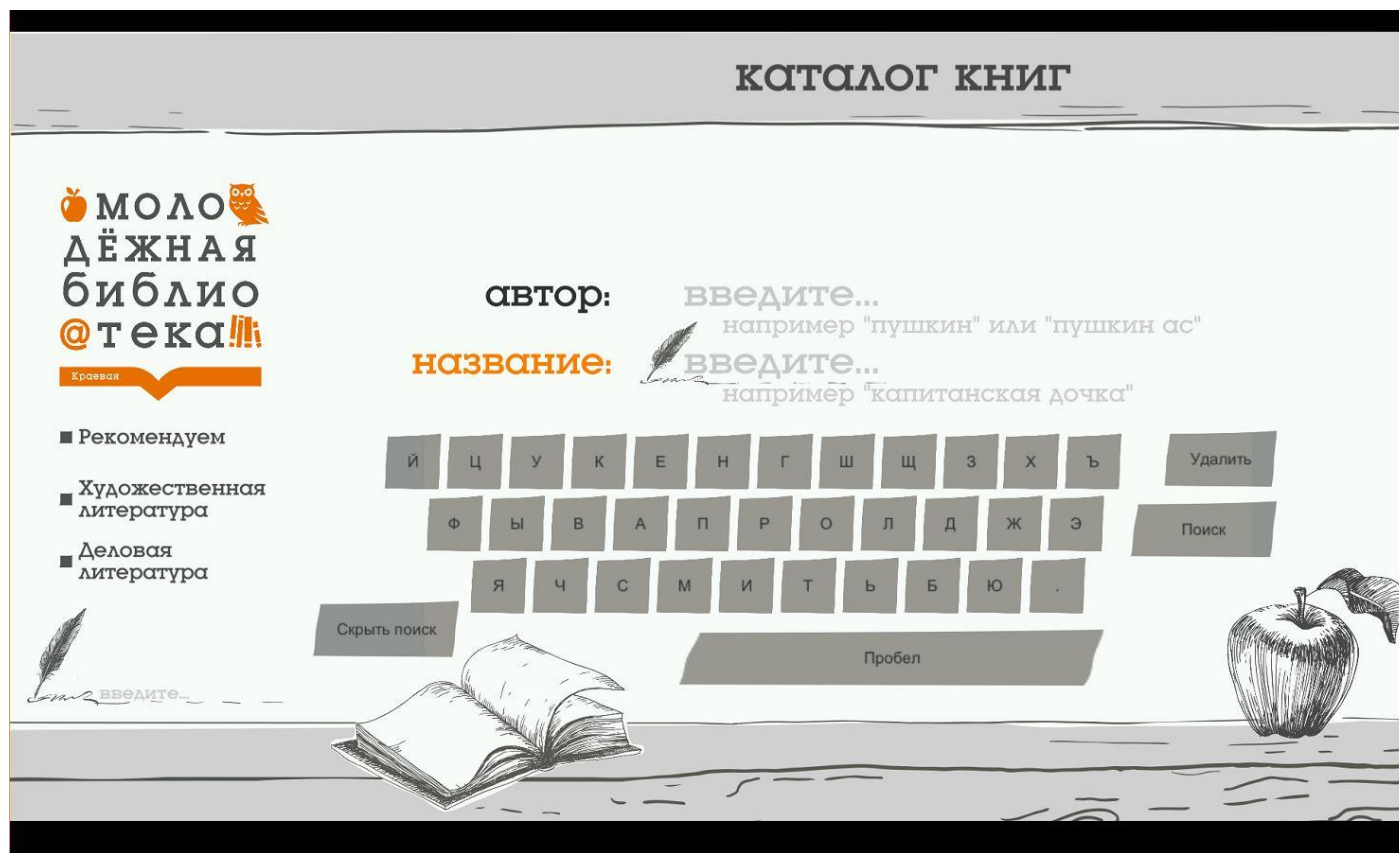 каталог книг
моло
дёжная
библио
@тека
Краевая
Рекомендуем
Художественная
литература
Деловая
литература
введите...
автор:
введите...
например "пушкин" или "пушкин ас"
название:
введите...
например "капитанская дочка"
Й Ц У К Е Н Г Ш Щ З Х Ъ Удалить
Ф Ы В А П Р О Л Д Ж Э Поиск
Я Ч С М И Т Ь Б Ю .
Скрыть поиск
Пробел